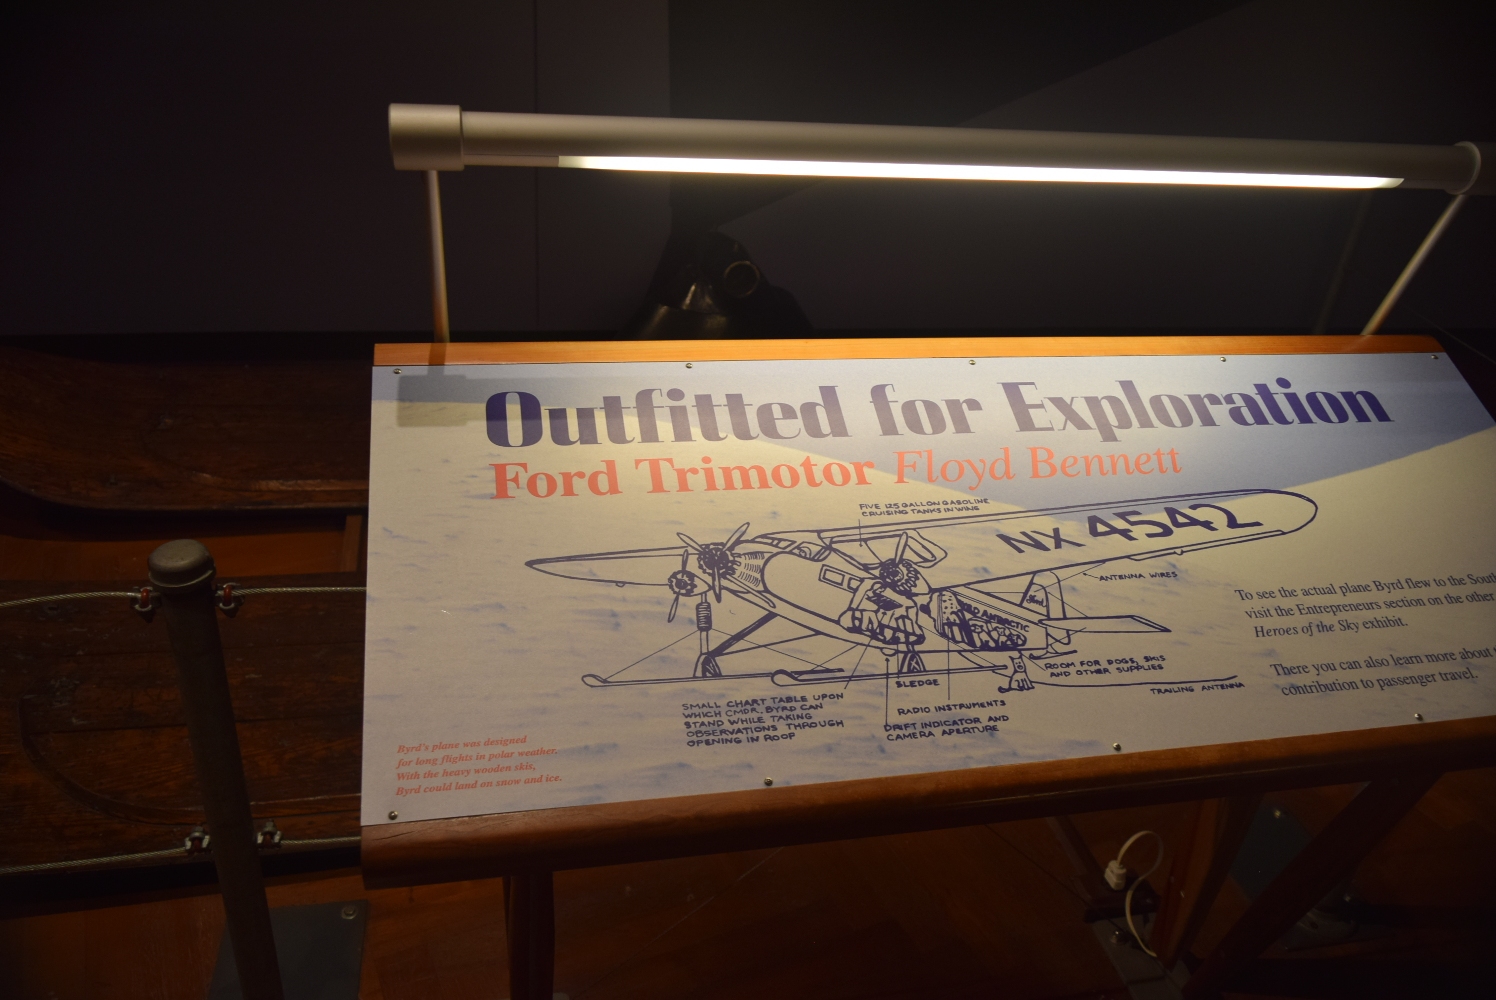 Outfitted for Exploration
Ford Trimotor Floyd Bennett
FIVE 125 GALLON GASOLINE
CRUISING TANKS IN WING
NX 4542
ANTENNA WIRES
Ford
ANTARCTIC
ROOM FOR DOGS, SKIS
AND OTHER SUPPLIES
TRAILING ANTENNA
SLEDGE
RADIO INSTRUMENTS
DRIFT INDICATOR AND
CAMERA APERTURE
SMALL CHART TABLE UPON
WHICH CMDR. BYRD CAN
STAND WHILE TAKING
OBSERVATIONS THROUGH
OPENING IN ROOF
Byrd's plane was designed
for long flights in polar weather.
With the heavy wooden skis,
Byrd could land on snow and ice.
To see the actual plane Byrd flew to the
visit the Entrepreneurs section on the other
Heroes of the Sky exhibit.
There you can also learn more about
contribution to passenger travel.